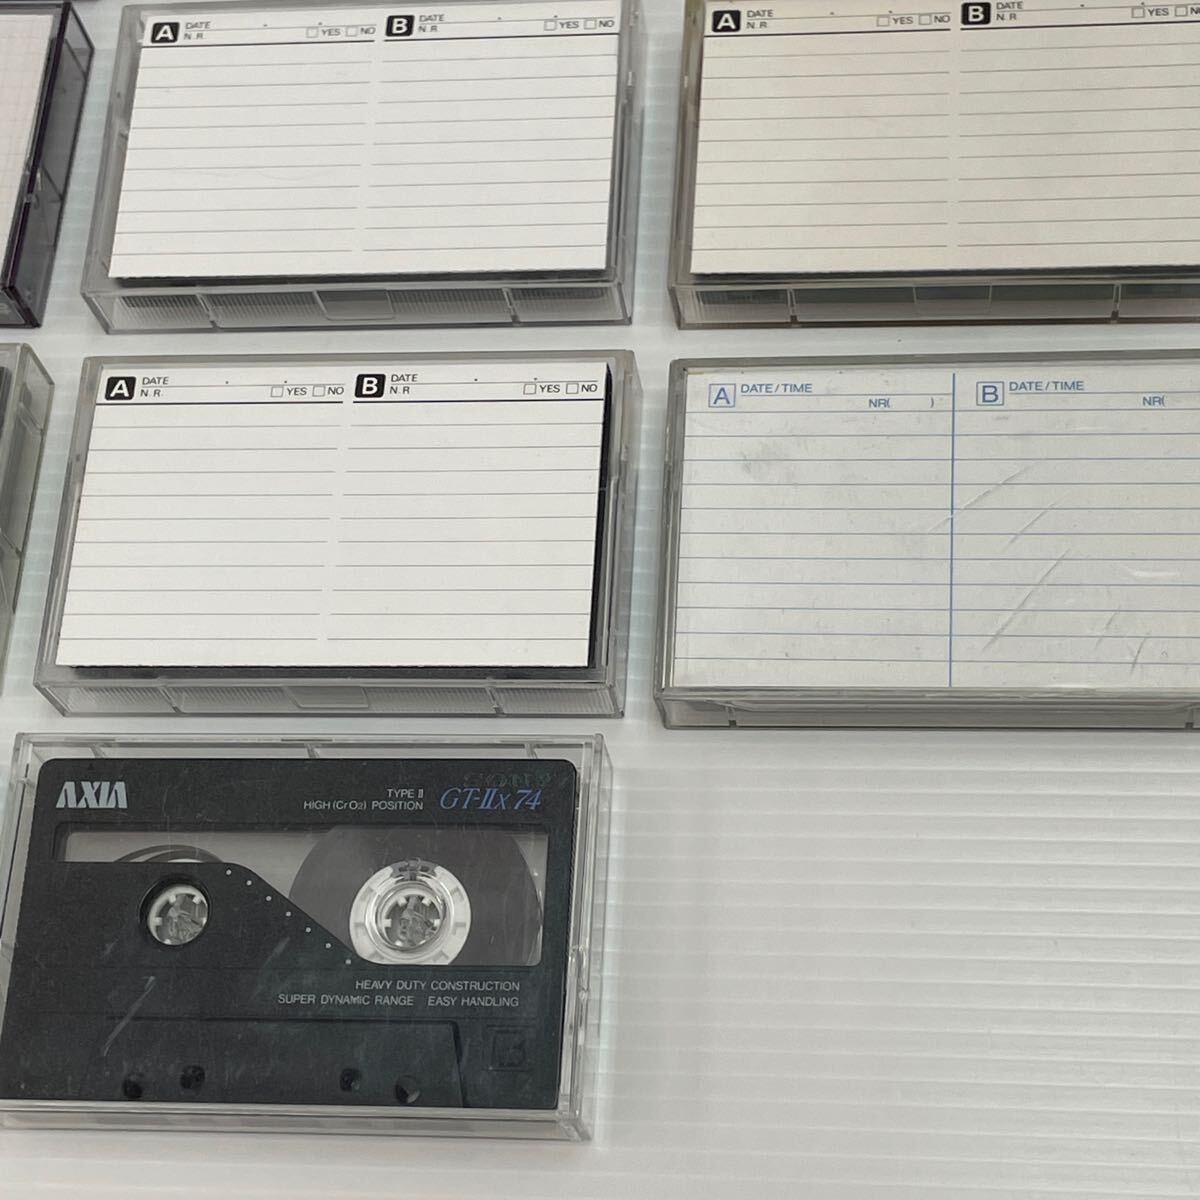 A DATE . . B DATE . .
N.R. □YES □NO N.R. □YES □NO
A DATE . . B DATE . .
N.R. □YES □NO N.R. □YES
A DATE . . B DATE . .
N.R. □YES □NO N.R □YES □NO
A DATE/TIME B DATE/TIME
NR( ) NR(
AXIA
TYPE II
HIGH (CrO2) POSITION
GT-IIx 74
HEAVY DUTY CONSTRUCTION
SUPER DYNAMIC RANGE EASY HANDLING